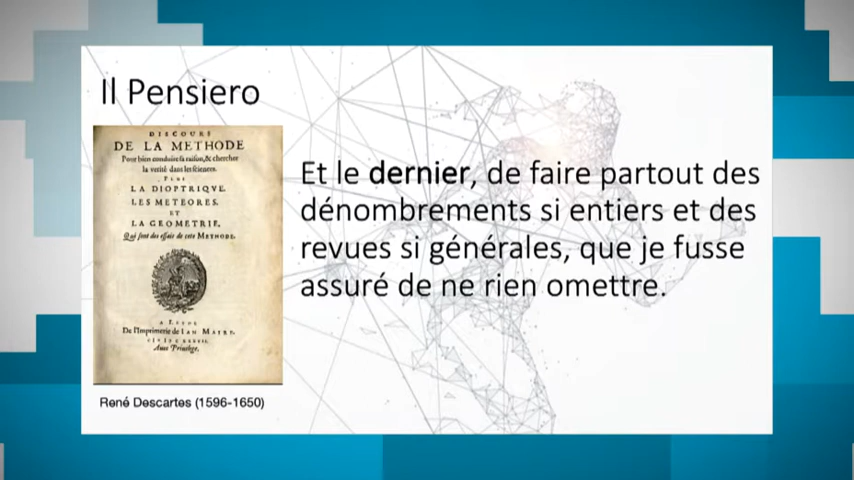 Il Pensiero
DISCOURS
DE LA METHODE
Pour bien conduire sa raison, & chercher
la verité dans les sciences.
PLUS
LA DIOPTRIQVE.
LES METEORES.
ET
LA GEOMETRIE.
Qui sont des essais de cete METHODE.
A LEYDE
De l'Imprimerie de IAN MAIRE.
Auec Priuilege.
René Descartes (1596-1650)
Et le dernier, de faire partout des
dénombrements si entiers et des
revues si générales, que je fusse
assuré de ne rien omettre.